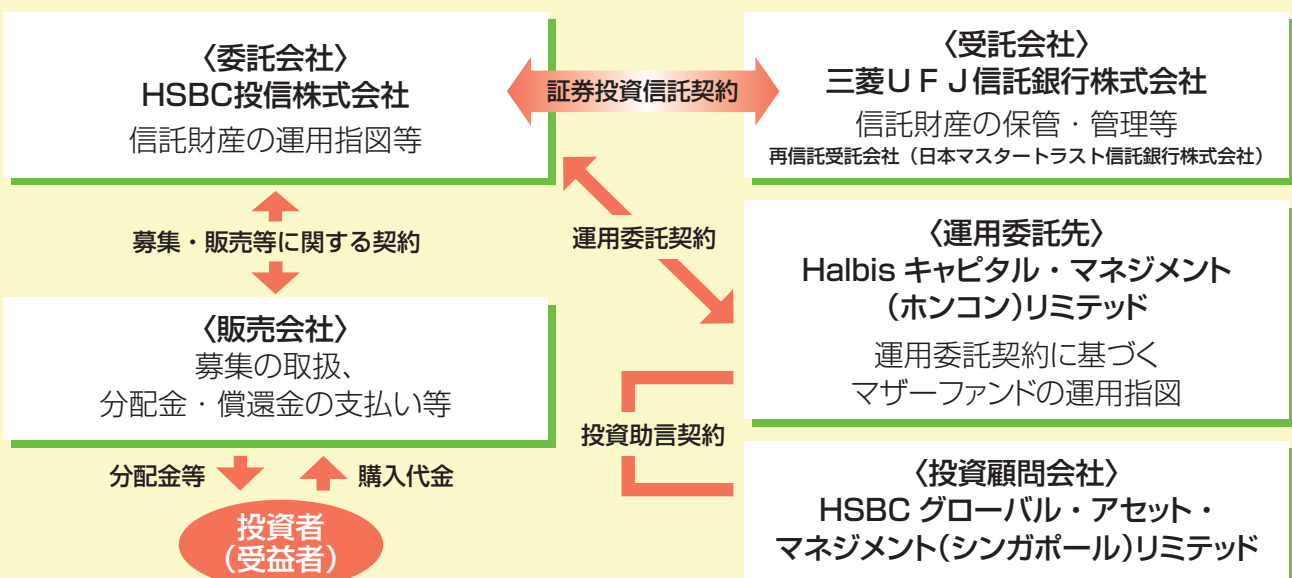 〈委託会社〉
HSBC投信株式会社
信託財産の運用指図等
証券投資信託契約
〈受託会社〉
三菱UFJ信託銀行株式会社
信託財産の保管・管理等
再信託受託会社（日本マスタートラスト信託銀行株式会社）
募集・販売等に関する契約
運用委託契約
〈運用委託先〉
Halbis キャピタル・マネジメント
（ホンコン）リミテッド
運用委託契約に基づく
マザーファンドの運用指図
〈販売会社〉
募集の取扱、
分配金・償還金の支払い等
投資助言契約
分配金等
購入代金
投資者
（受益者）
〈投資顧問会社〉
HSBC グローバル・アセット・
マネジメント（シンガポール）リミテッド